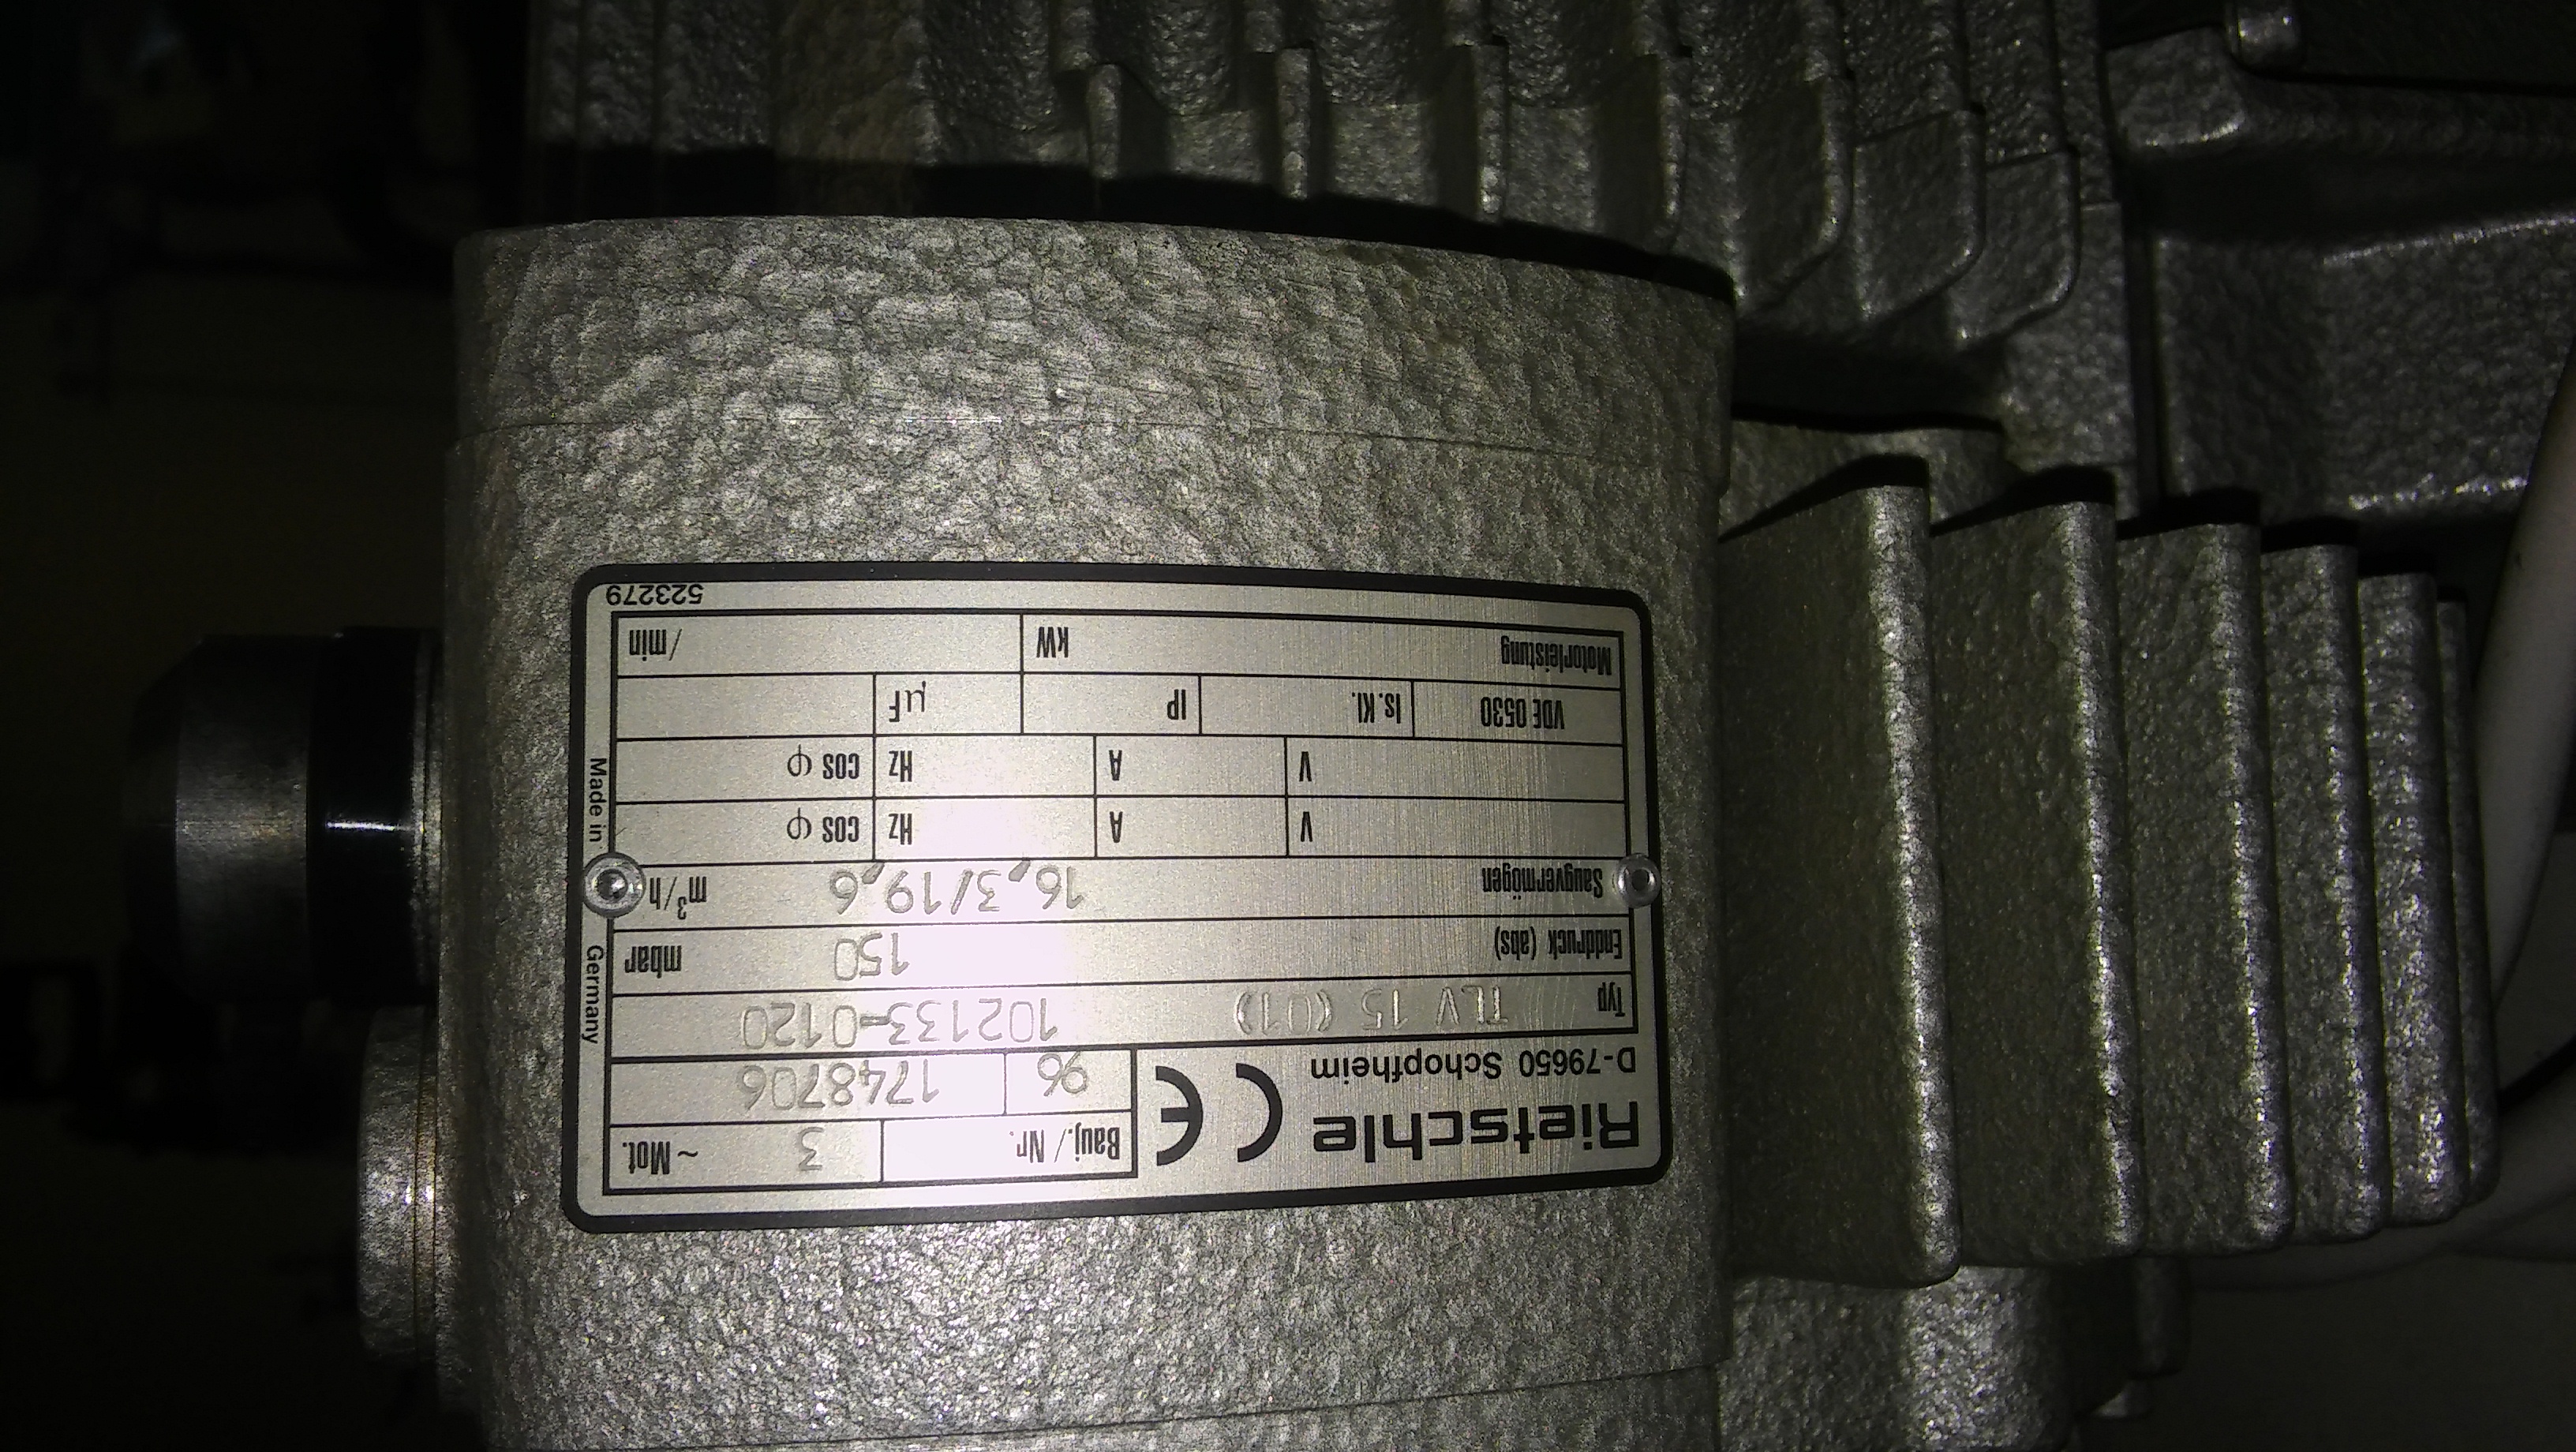 Rietschle CE
D-79650 Schopfheim
Bauj./Nr. 3 ~ Mot.
96 1748706
Typ TLV 15 (01) 102133-0120
Enddruck (abs) 150 mbar
Saugvermögen 16,3/19,6 m³/h
V A Hz cos φ
V A Hz cos φ
VDE 0530 Is. Kl. IP µF
Motorleistung kW /min
523279
Made in Germany